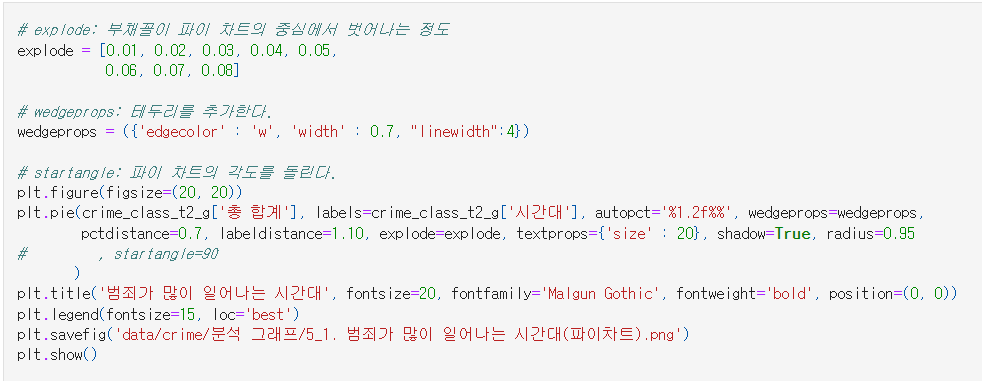 # explode: 부채꼴이 파이 차트의 중심에서 벗어나는 정도
explode = [0.01, 0.02, 0.03, 0.04, 0.05,
           0.06, 0.07, 0.08]
# wedgeprops: 테두리를 추가한다.
wedgeprops = ({'edgecolor' : 'w', 'width' : 0.7, "linewidth":4})
# startangle: 파이 차트의 각도를 돌린다.
plt.figure(figsize=(20, 20))
plt.pie(crime_class_t2_g['총 합계'], labels=crime_class_t2_g['시간대'], autopct='%1.2f%%', wedgeprops=wedgeprops,
        pctdistance=0.7, labeldistance=1.10, explode=explode, textprops={'size' : 20}, shadow=True, radius=0.95
#         , startangle=90
       )
plt.title('범죄가 많이 일어나는 시간대', fontsize=20, fontfamily='Malgun Gothic', fontweight='bold', position=(0, 0))
plt.legend(fontsize=15, loc='best')
plt.savefig('data/crime/분석 그래프/5_1. 범죄가 많이 일어나는 시간대(파이차트).png')
plt.show()